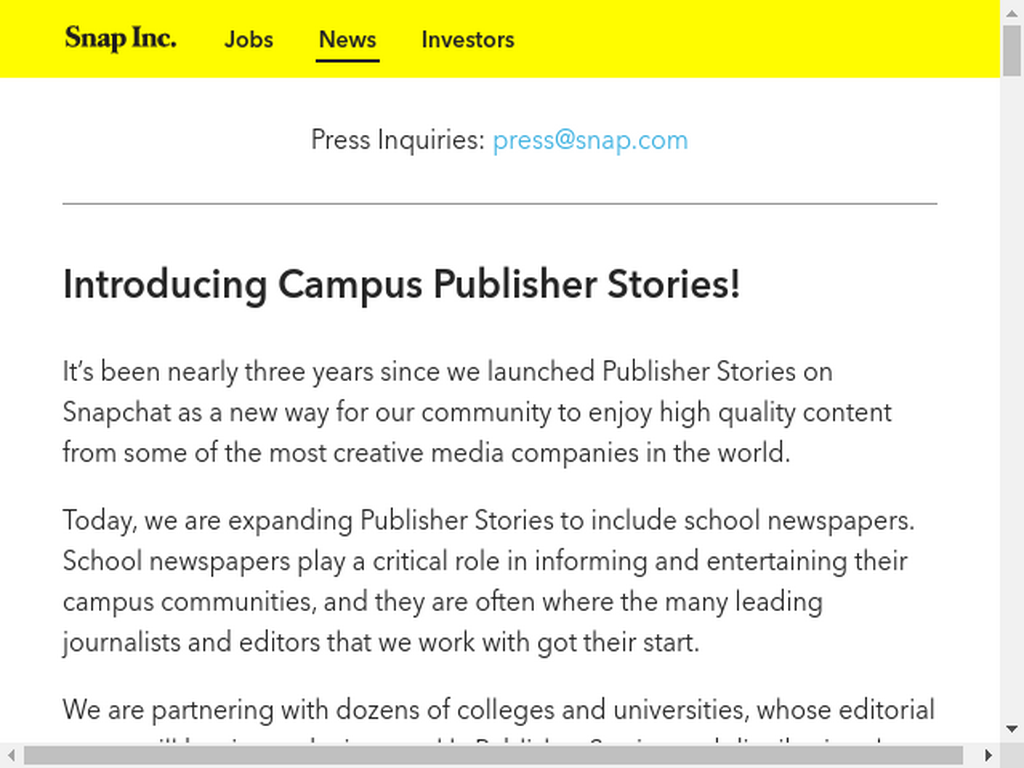 Snap Inc. Jobs News Investors
Press Inquiries: press@snap.com
Introducing Campus Publisher Stories!
It’s been nearly three years since we launched Publisher Stories on
Snapchat as a new way for our community to enjoy high quality content
from some of the most creative media companies in the world.
Today, we are expanding Publisher Stories to include school newspapers.
School newspapers play a critical role in informing and entertaining their
campus communities, and they are often where the many leading
journalists and editors that we work with got their start.
We are partnering with dozens of colleges and universities, whose editorial